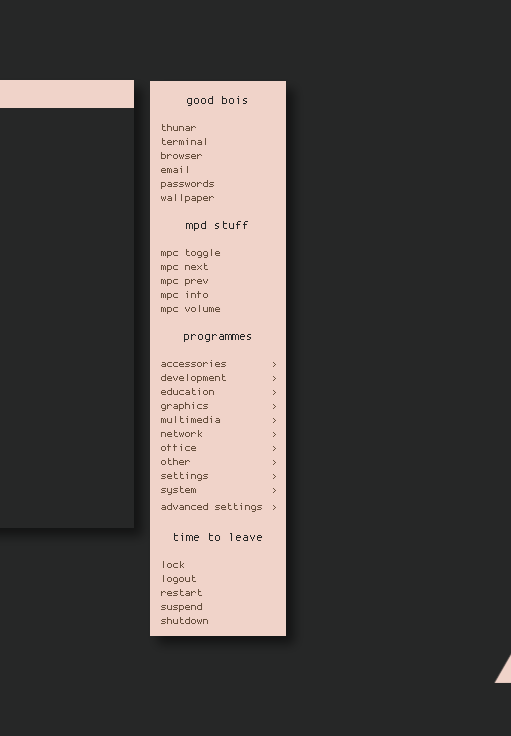 good bois
thunar
terminal
browser
email
passwords
wallpaper
mpd stuff
mpc toggle
mpc next
mpc prev
mpc info
mpc volume
programmes
accessories >
development >
education >
graphics >
multimedia >
network >
office >
other >
settings >
system >
advanced settings >
time to leave
lock
logout
restart
suspend
shutdown